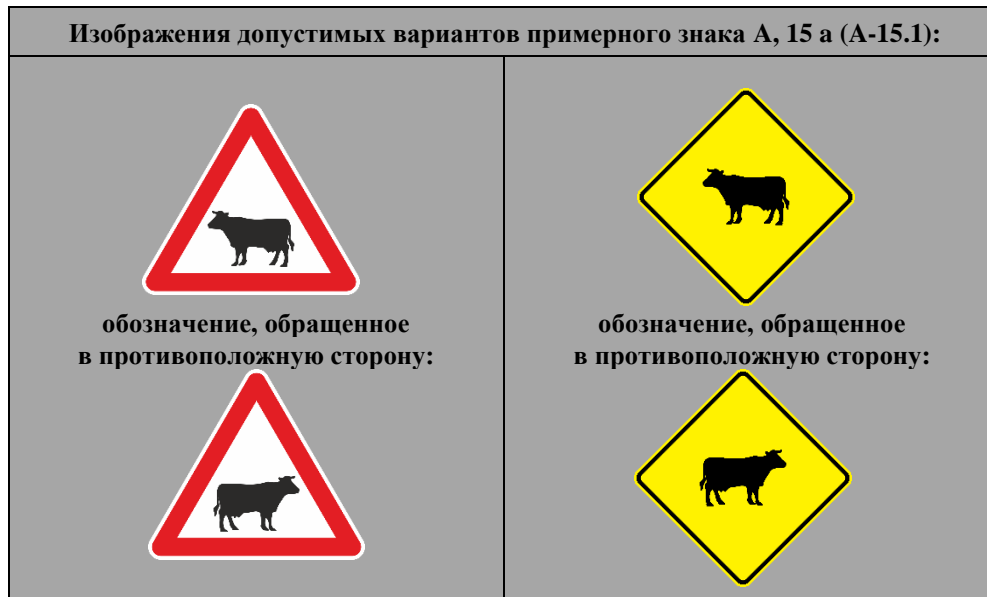 Изображения допустимых вариантов примерного знака A, 15 a (A-15.1):
обозначение, обращенное
в противоположную сторону:
обозначение, обращенное
в противоположную сторону: